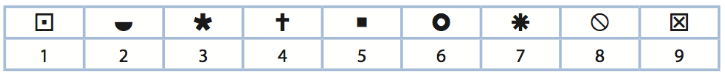 ⊡ ◒ * ✝ ▪ ⭘ ✳ ⃠ ☒
1 2 3 4 5 6 7 8 9